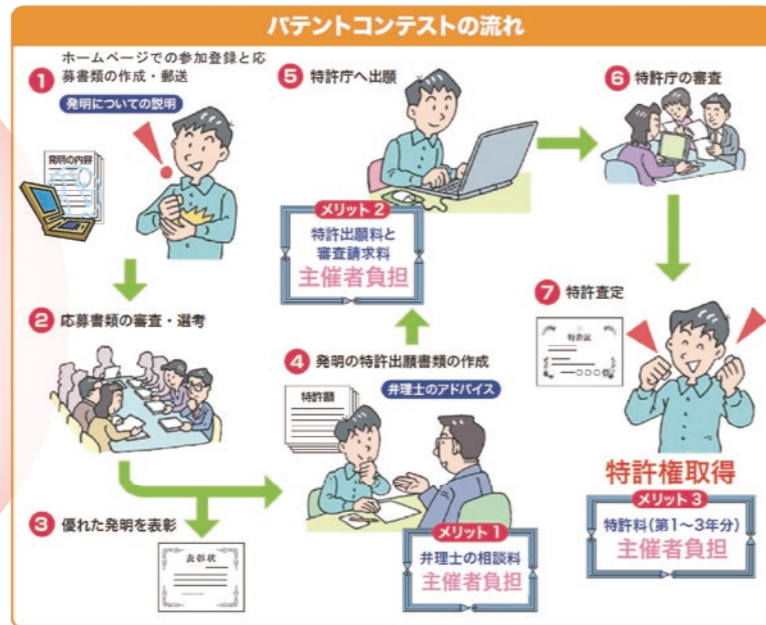 パテントコンテストの流れ
1
ホームページでの参加登録と応
募書類の作成・郵送
発明についての説明
発明の内容
2 応募書類の審査・選考
3 優れた発明を表彰
表彰状
4 発明の特許出願書類の作成
弁理士のアドバイス
特許願
メリット 1
弁理士の相談料
主催者負担
5 特許庁へ出願
メリット 2
特許出願料と
審査請求料
主催者負担
6 特許庁の審査
7 特許査定
特許証
特許権取得
メリット 3
特許料(第1〜3年分)
主催者負担